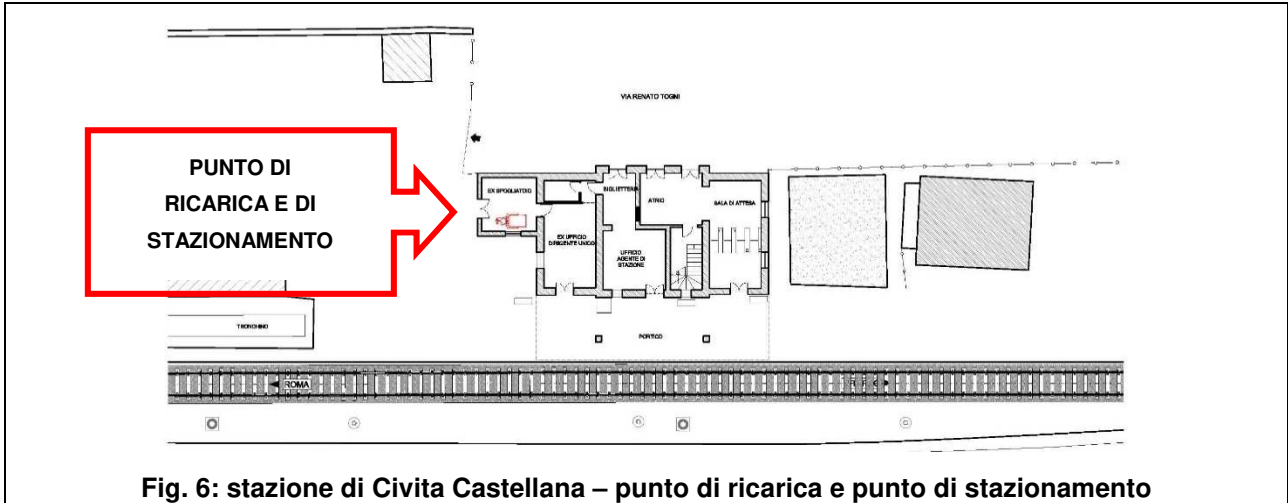 VIA RENATO TOGNI
PUNTO DI
RICARICA E DI
STAZIONAMENTO
EX SPOGLIATOIO
BIGLIETTERIA
ATRIO
SALA DI ATTESA
EX UFFICIO
DIRIGENTE UNICO
UFFICIO
AGENTE DI
STAZIONE
TRONCHINO
PORTICO
ROMA
Fig. 6: stazione di Civita Castellana – punto di ricarica e punto di stazionamento